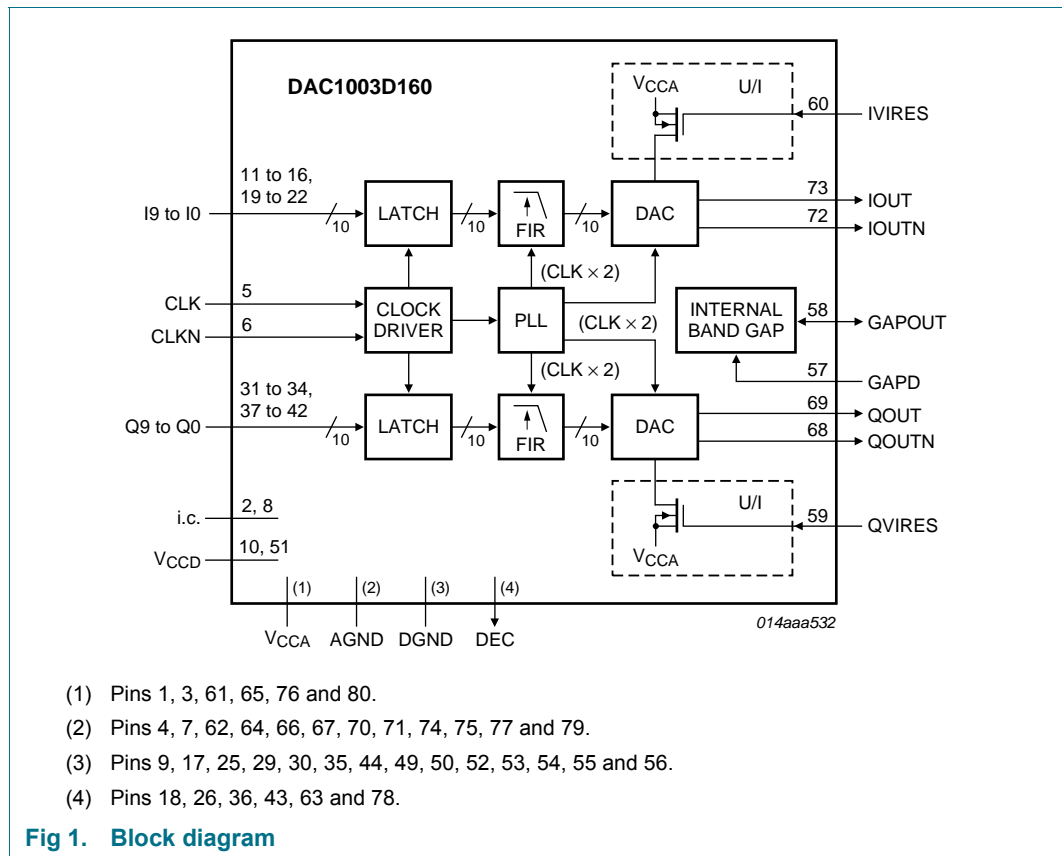 DAC1003D160
VCCA
U/I
60
IVIRES
11 to 16,
19 to 22
I9 to I0
10
LATCH
10
FIR
10
DAC
73
IOUT
72
IOUTN
(CLK × 2)
CLK
5
CLKN
6
CLOCK
DRIVER
PLL
(CLK × 2)
INTERNAL
BAND GAP
58
GAPOUT
57
GAPD
(CLK × 2)
31 to 34,
37 to 42
Q9 to Q0
10
LATCH
10
FIR
10
DAC
69
QOUT
68
QOUTN
U/I
59
QVIRES
VCCA
i.c.
2, 8
VCCD
10, 51
(1)
(2)
(3)
(4)
VCCA
AGND
DGND
DEC
014aaa532
(1) Pins 1, 3, 61, 65, 76 and 80.
(2) Pins 4, 7, 62, 64, 66, 67, 70, 71, 74, 75, 77 and 79.
(3) Pins 9, 17, 25, 29, 30, 35, 44, 49, 50, 52, 53, 54, 55 and 56.
(4) Pins 18, 26, 36, 43, 63 and 78.
Fig 1. Block diagram